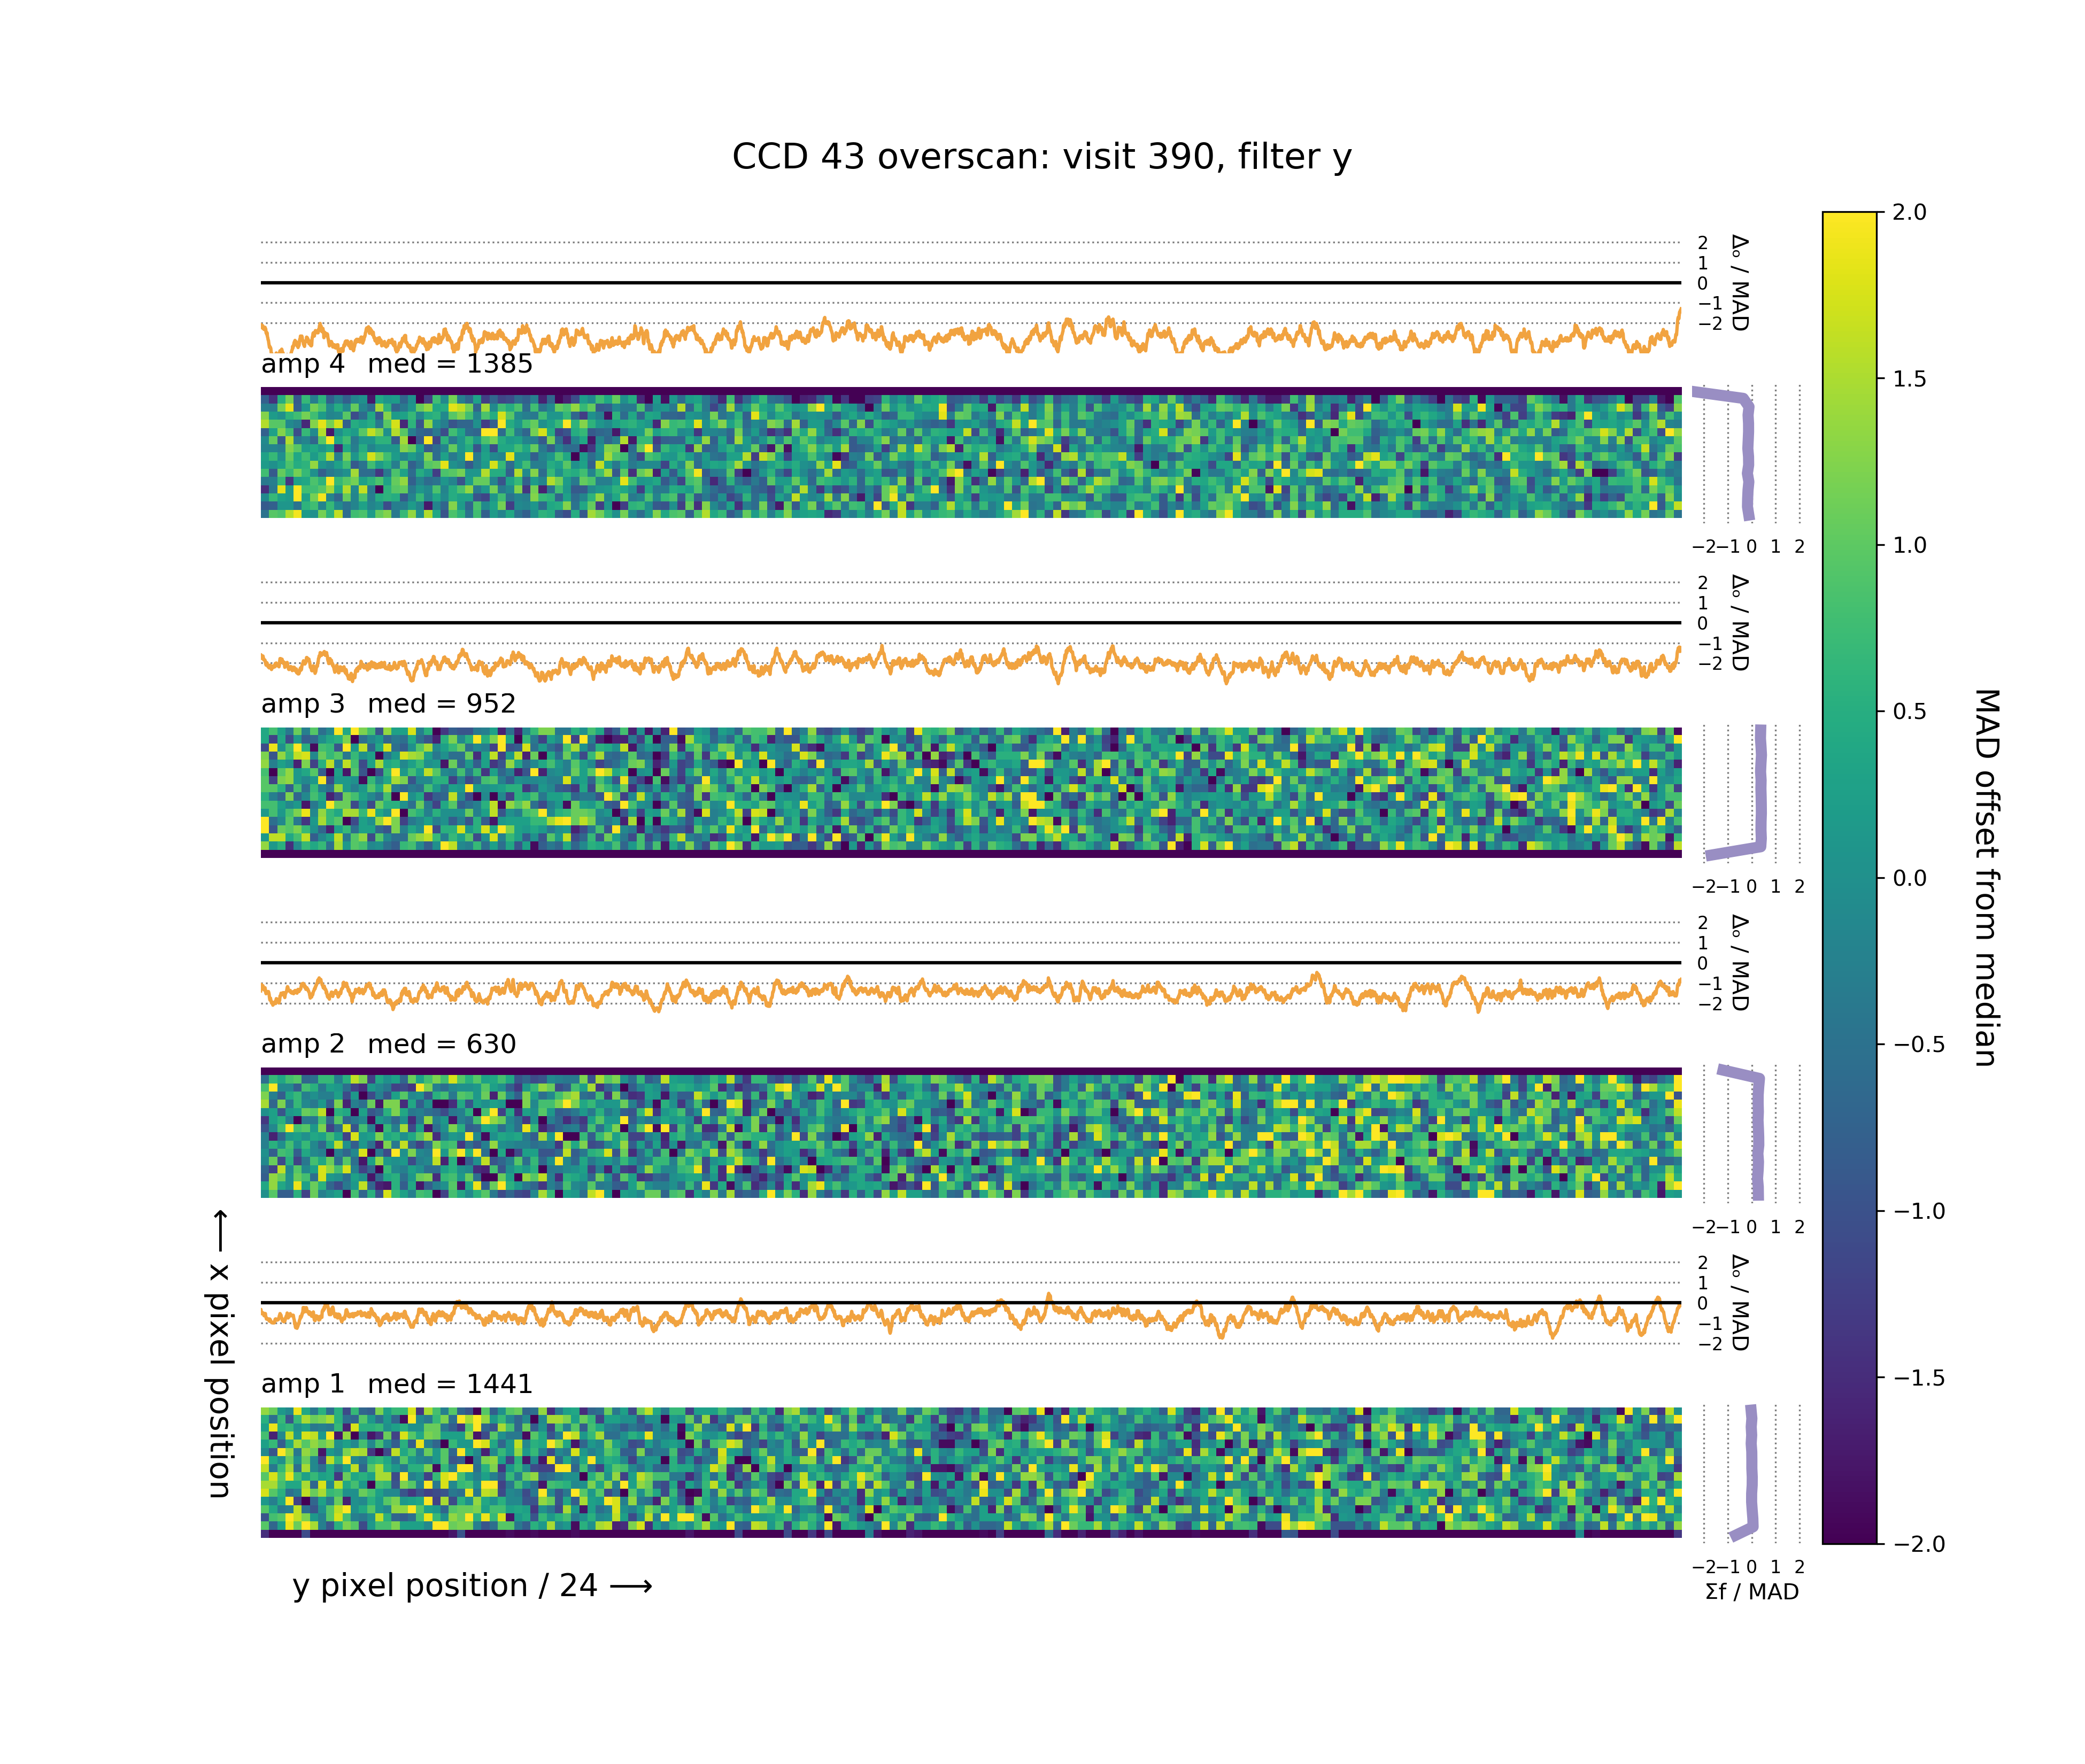 CCD 43 overscan: visit 390, filter y
2
1
0
−1
−2
Δₒ / MAD
amp 4 med = 1385
−2 −1 0 1 2
2
1
0
−1
−2
Δₒ / MAD
amp 3 med = 952
−2 −1 0 1 2
2
1
0
−1
−2
Δₒ / MAD
amp 2 med = 630
−2 −1 0 1 2
2
1
0
−1
−2
Δₒ / MAD
amp 1 med = 1441
−2 −1 0 1 2
Σf / MAD
⟵ x pixel position
y pixel position / 24 ⟶
2.0
1.5
1.0
0.5
0.0
−0.5
−1.0
−1.5
−2.0
MAD offset from median